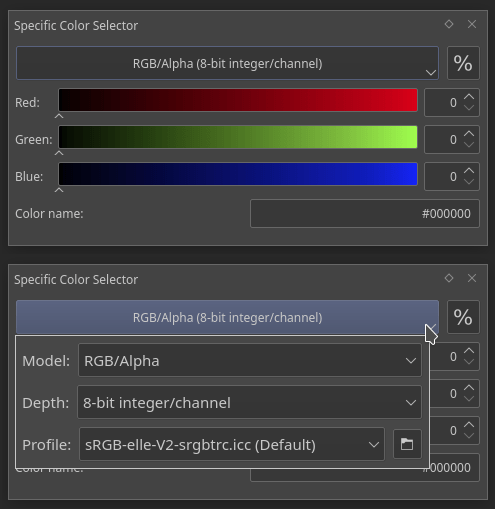 Specific Color Selector
RGB/Alpha (8-bit integer/channel)
%
Red:
0
Green:
0
Blue:
0
Color name:
#000000
Specific Color Selector
RGB/Alpha (8-bit integer/channel)
%
Model:
RGB/Alpha
0
Depth:
8-bit integer/channel
0
Profile:
sRGB-elle-V2-srgbtrc.icc (Default)
0
Color name:
#000000